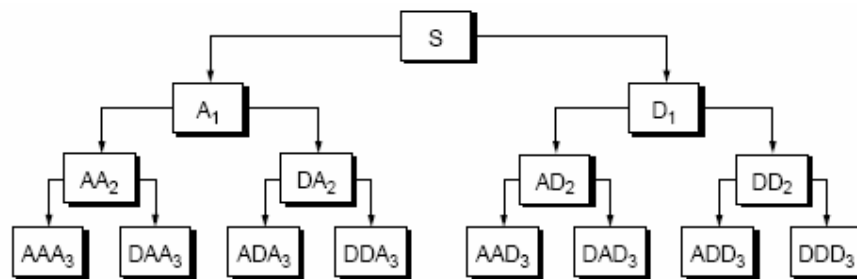 S
A₁ D₁
AA₂ DA₂ AD₂ DD₂
AAA₃ DAA₃ ADA₃ DDA₃ AAD₃ DAD₃ ADD₃ DDD₃